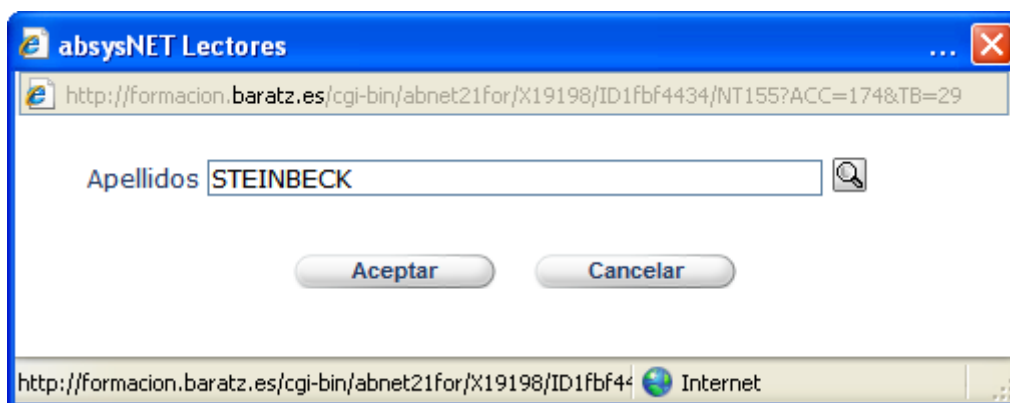 absysNET Lectores ...
http://formacion.baratz.es/cgi-bin/abnet21for/X19198/ID1fbf4434/NT155?ACC=174&TB=29
Apellidos STEINBECK
Aceptar Cancelar
http://formacion.baratz.es/cgi-bin/abnet21for/X19198/ID1fbf44 Internet